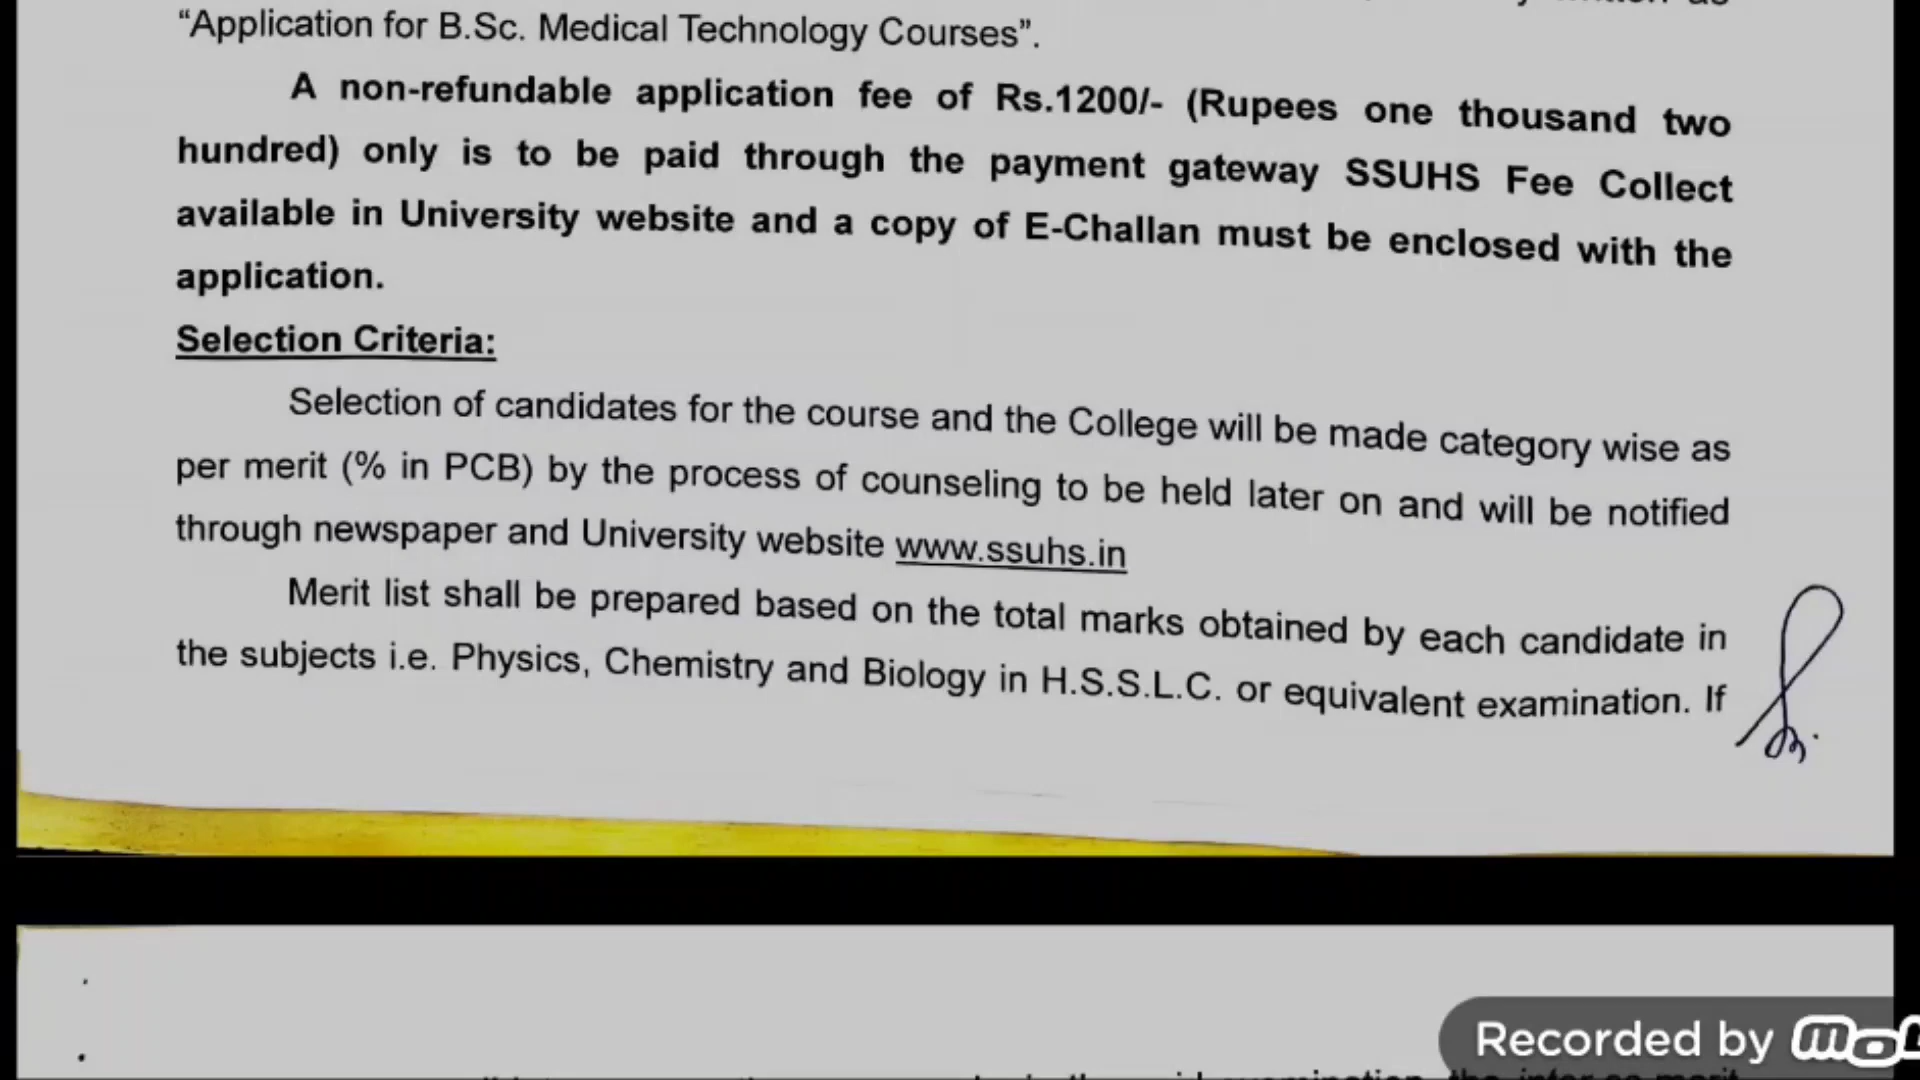 “Application for B.Sc. Medical Technology Courses”.
A non-refundable application fee of Rs.1200/- (Rupees one thousand two
hundred) only is to be paid through the payment gateway SSUHS Fee Collect
available in University website and a copy of E-Challan must be enclosed with the
application.
Selection Criteria:
Selection of candidates for the course and the College will be made category wise as
per merit (% in PCB) by the process of counseling to be held later on and will be notified
through newspaper and University website www.ssuhs.in
Merit list shall be prepared based on the total marks obtained by each candidate in
the subjects i.e. Physics, Chemistry and Biology in H.S.S.L.C. or equivalent examination. If
Recorded by